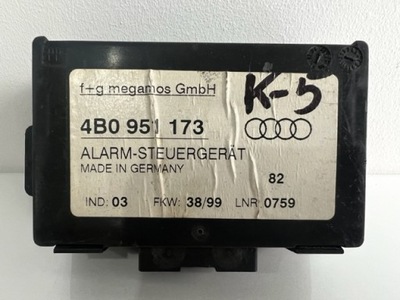 f+g megamos GmbH
K-5
4B0 951 173
ALARM-STEUERGERÄT
MADE IN GERMANY
82
IND: 03 FKW: 38/99 LNR: 0759